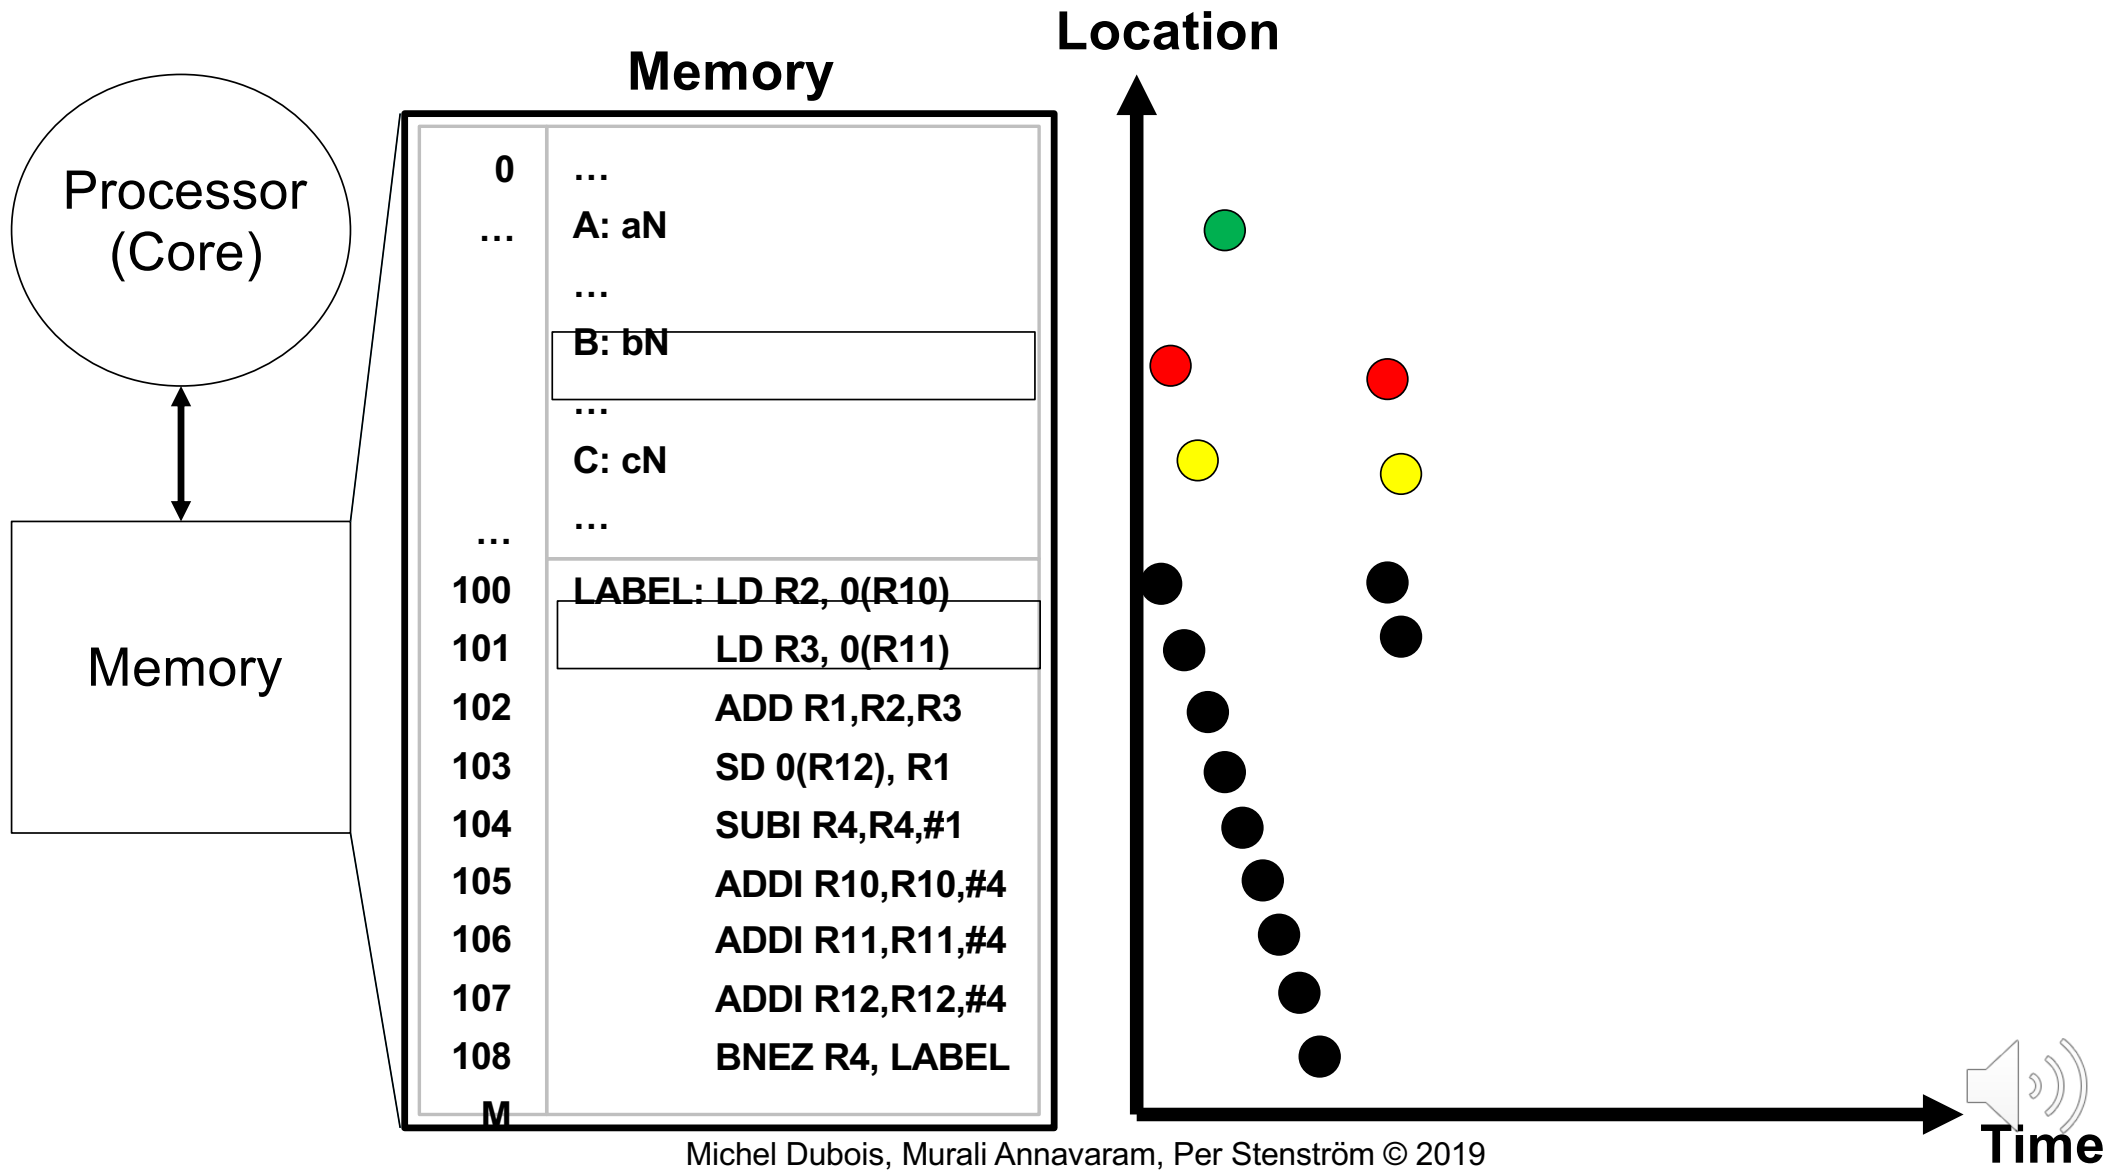 Location
Memory
Processor
(Core)
0 …
… A: aN
…
B: bN
…
C: cN
…
…
100 LABEL: LD R2, 0(R10)
101 LD R3, 0(R11)
102 ADD R1,R2,R3
103 SD 0(R12), R1
104 SUBI R4,R4,#1
105 ADDI R10,R10,#4
106 ADDI R11,R11,#4
107 ADDI R12,R12,#4
108 BNEZ R4, LABEL
M
Memory
Time
Michel Dubois, Murali Annavaram, Per Stenström © 2019